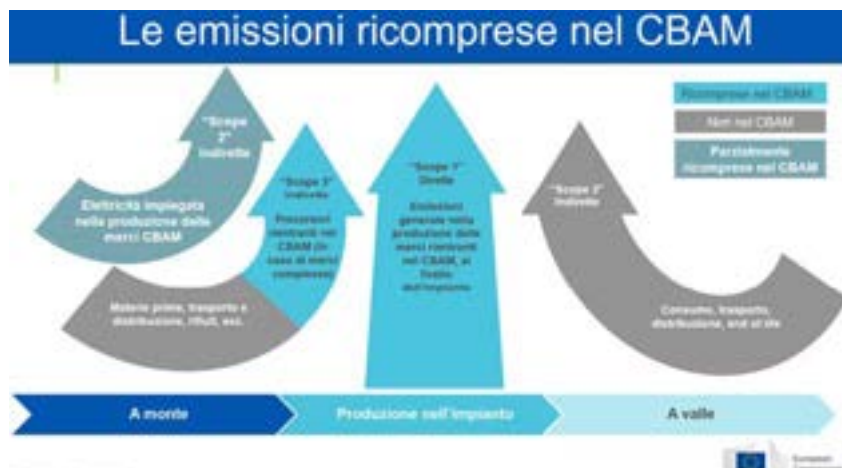 Le emissioni ricomprese nel CBAM
"Scope
2"
Indirette
Elettricità impiegata
nella produzione delle
merci CBAM
"Scope 3"
Indirette
Precursori
rientranti nel
CBAM (in
caso di merci
complesse)
Materie prime, trasporto e
distribuzione, rifiuti, ecc.
"Scope 1"
Dirette
Emissioni
generate nella
produzione delle
merci rientranti
nel CBAM, al
livello
dell'impianto
Ricomprese nel CBAM
Non nel CBAM
Parzialmente
ricomprese nel CBAM
"Scope 3"
Indirette
Consumo, trasporto,
distribuzione, end of life
A monte
Produzione nell'impianto
A valle
European